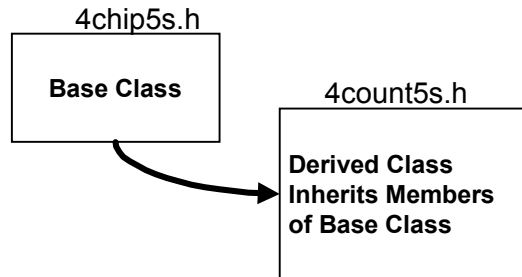 4chip5s.h
Base Class
4count5s.h
Derived Class
Inherits Members
of Base Class